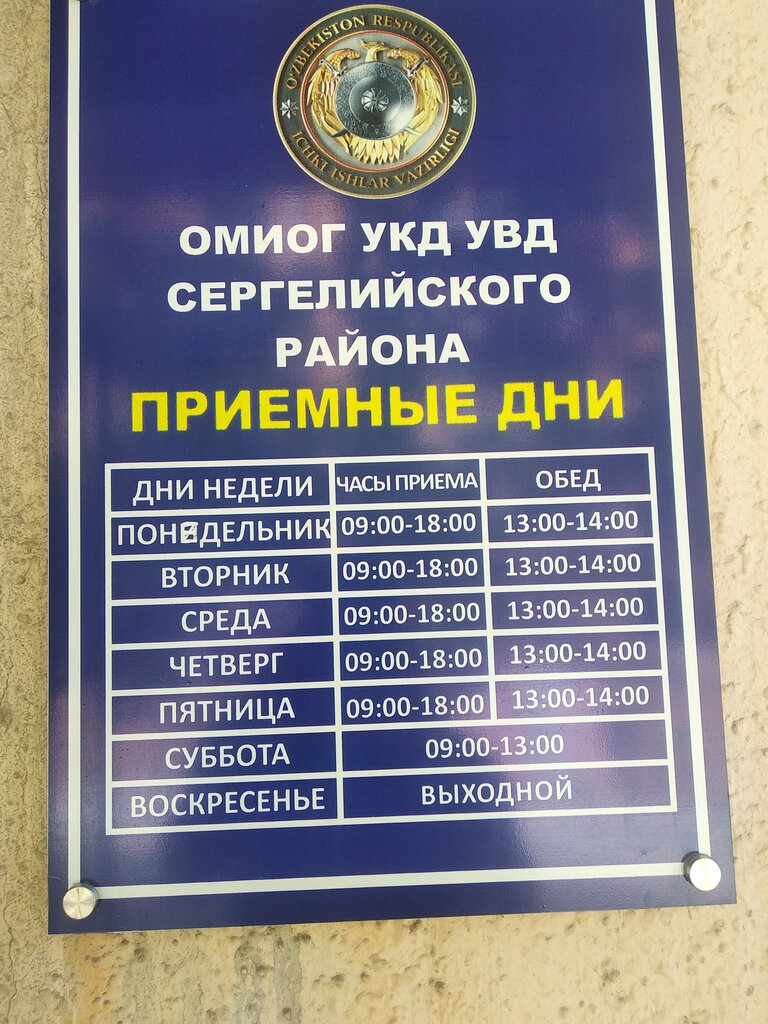 O'ZBEKISTON RESPUBLIKASI
ICHKI ISHLAR VAZIRLIGI
ОМИОГ УКД УВД
СЕРГЕЛИЙСКОГО
РАЙОНА
ПРИЕМНЫЕ ДНИ
ДНИ НЕДЕЛИ ЧАСЫ ПРИЕМА ОБЕД
ПОНЕДЕЛЬНИК 09:00-18:00 13:00-14:00
ВТОРНИК 09:00-18:00 13:00-14:00
СРЕДА 09:00-18:00 13:00-14:00
ЧЕТВЕРГ 09:00-18:00 13:00-14:00
ПЯТНИЦА 09:00-18:00 13:00-14:00
СУББОТА 09:00-13:00
ВОСКРЕСЕНЬЕ ВЫХОДНОЙ